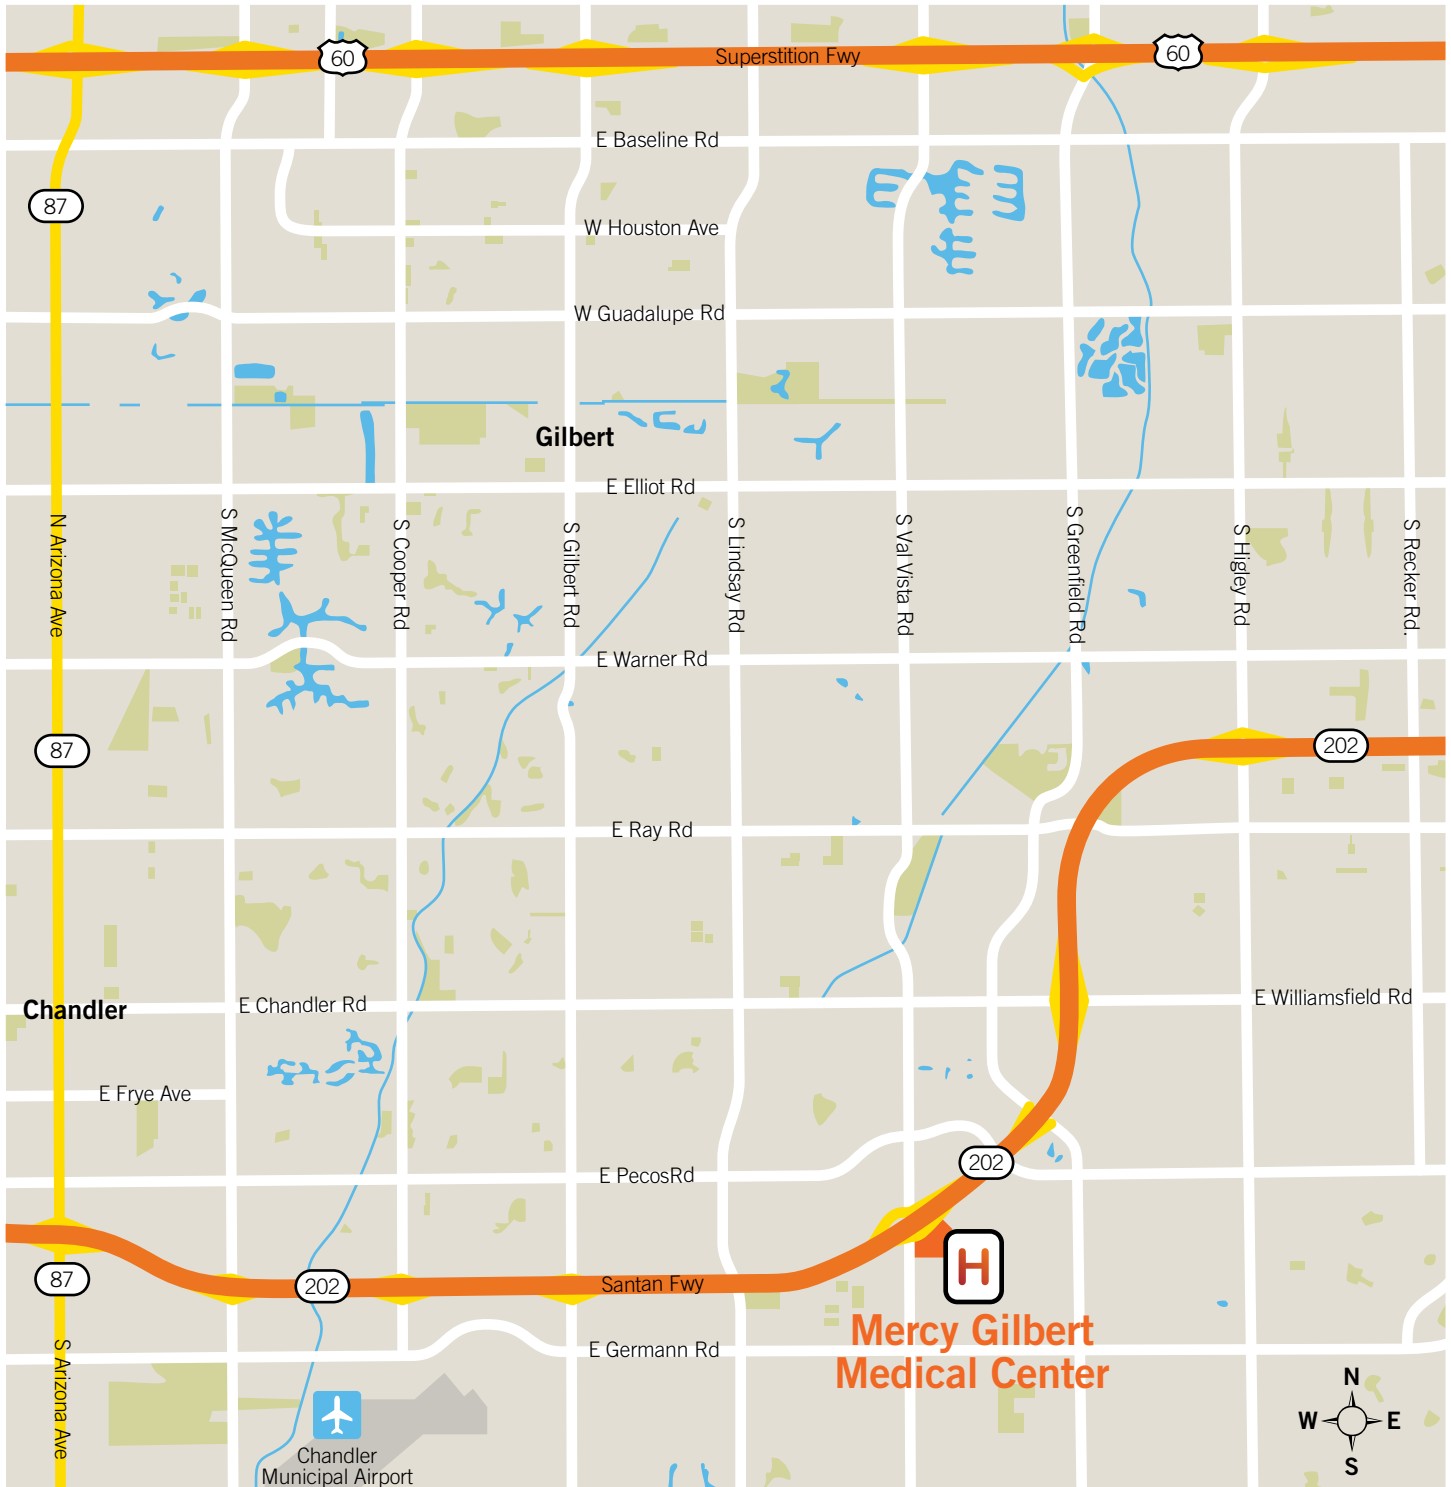 60
Superstition Fwy
60
E Baseline Rd
87
W Houston Ave
W Guadalupe Rd
Gilbert
E Elliot Rd
N Arizona Ave
S McQueen Rd
S Cooper Rd
S Gilbert Rd
S Lindsay Rd
S Val Vista Rd
S Greenfield Rd
S Higley Rd
S Recker Rd.
E Warner Rd
87
202
E Ray Rd
Chandler
E Chandler Rd
E Williamsfield Rd
E Frye Ave
E PecosRd
202
87
202
Santan Fwy
H
Mercy Gilbert
Medical Center
E Germann Rd
S Arizona Ave
Chandler
Municipal Airport
N
W
E
S